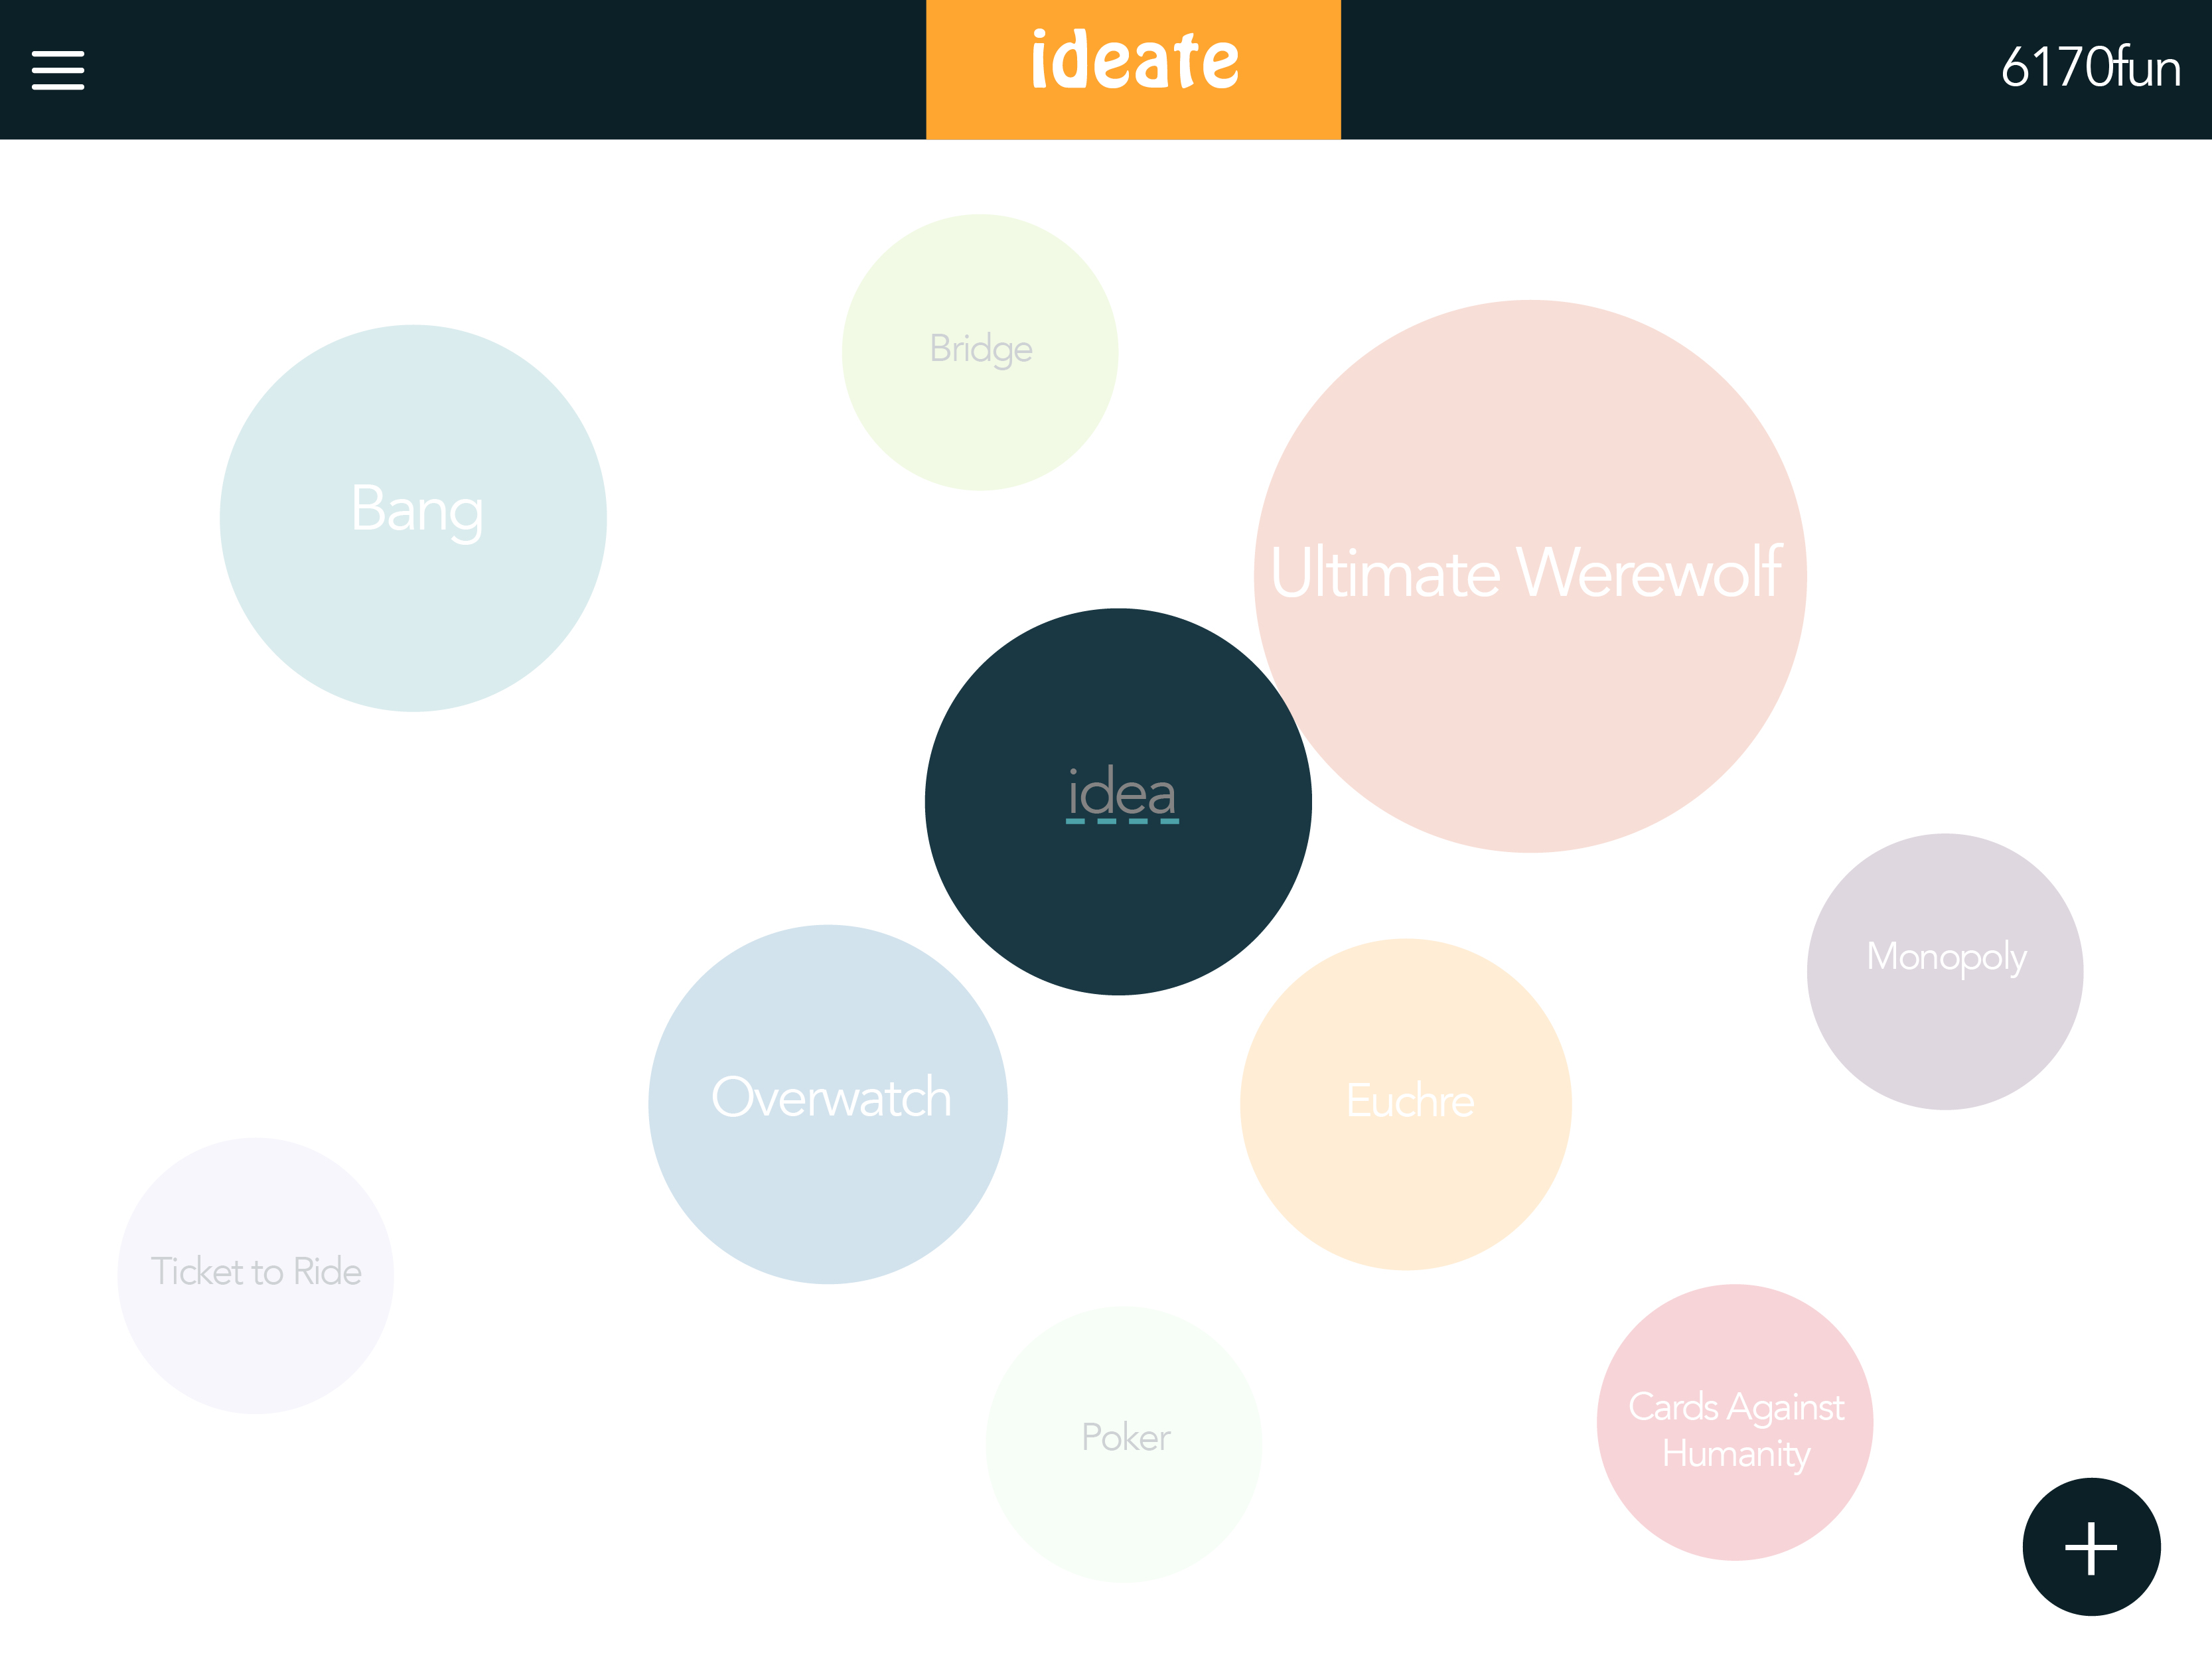 ideate
6170fun
Bridge
Bang
Ultimate Werewolf
idea
Monopoly
Overwatch
Euchre
Ticket to Ride
Poker
Cards Against
Humanity
+